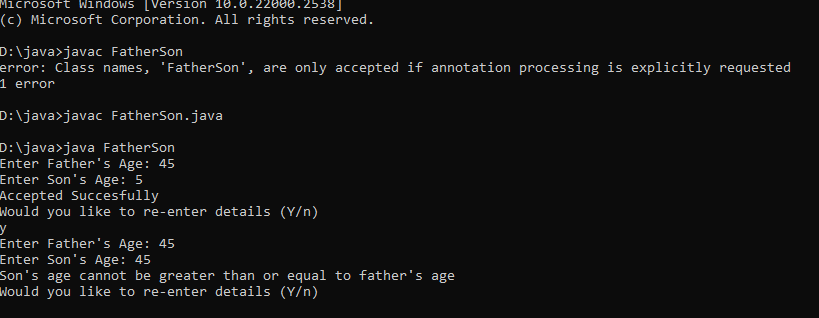 Microsoft Windows [Version 10.0.22000.2538]
(c) Microsoft Corporation. All rights reserved.
D:\java>javac FatherSon
error: Class names, 'FatherSon', are only accepted if annotation processing is explicitly requested
1 error
D:\java>javac FatherSon.java
D:\java>java FatherSon
Enter Father's Age: 45
Enter Son's Age: 5
Accepted Succesfully
Would you like to re-enter details (Y/n)
y
Enter Father's Age: 45
Enter Son's Age: 45
Son's age cannot be greater than or equal to father's age
Would you like to re-enter details (Y/n)